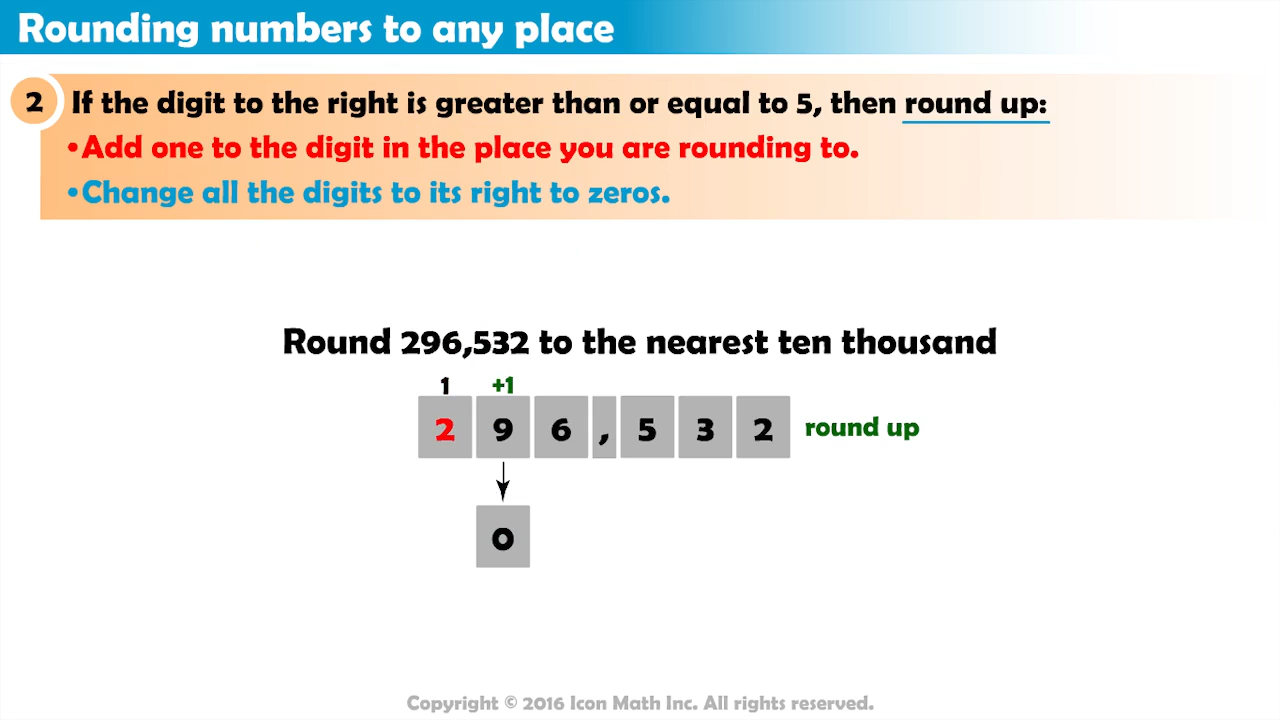 Rounding numbers to any place
2 If the digit to the right is greater than or equal to 5, then round up:
•Add one to the digit in the place you are rounding to.
•Change all the digits to its right to zeros.
Round 296,532 to the nearest ten thousand
1 +1
2 9 6 , 5 3 2 round up
0
Copyright © 2016 Icon Math Inc. All rights reserved.